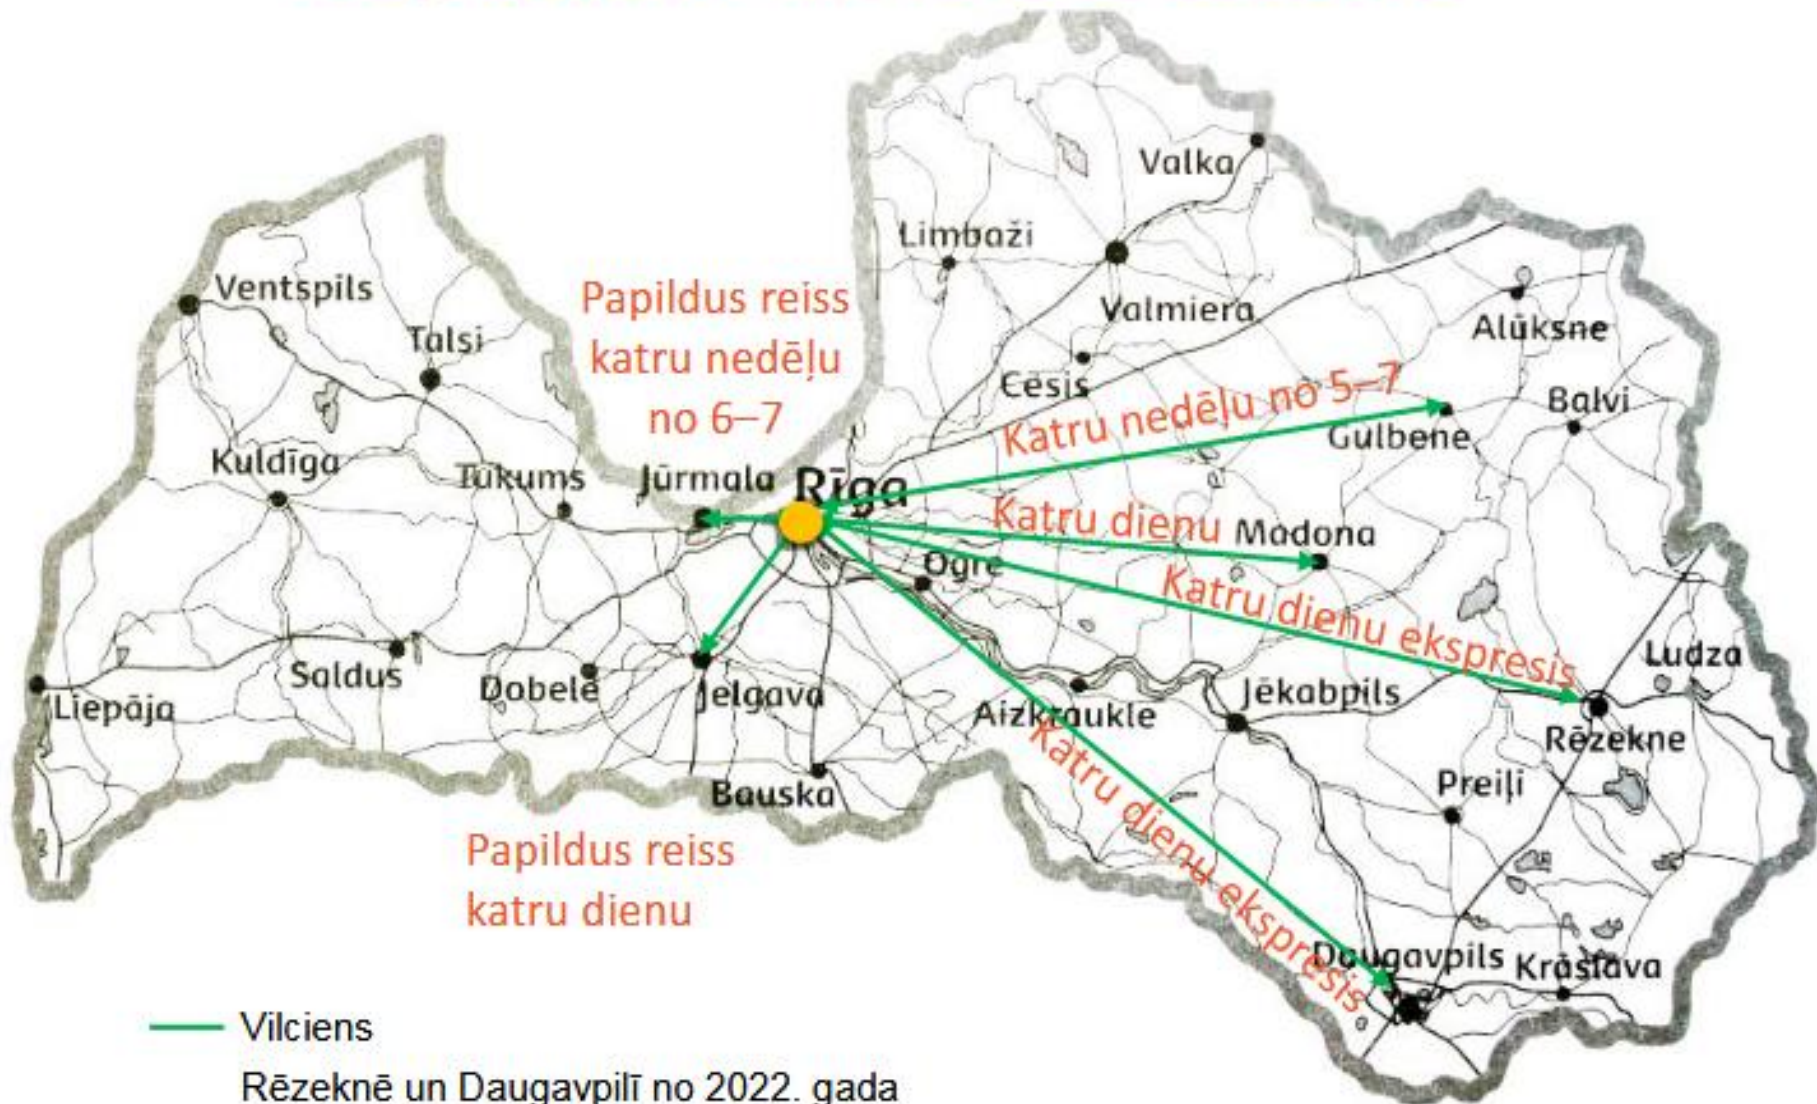 Valka
Limbaži
Ventspils
Papildus reiss
katru nedēļu
no 6–7
Valmiera
Alūksne
Talsi
Cēsis
Katru nedēļu no 5–7
Balvi
Gulbene
Kuldīga
Tukums
Jūrmala
Rīga
Katru dienu
Madona
Ogre
Katru dienu ekspresis
Ludza
Saldus
Dobele
Jelgava
Liepāja
Aizkraukle
Jēkabpils
Rēzekne
Katru dienu ekspresis
Bauska
Preiļi
Papildus reiss
katru dienu
Daugavpils
Krāslava
Vilciens
Rēzeknē un Daugavpilī no 2022. gada